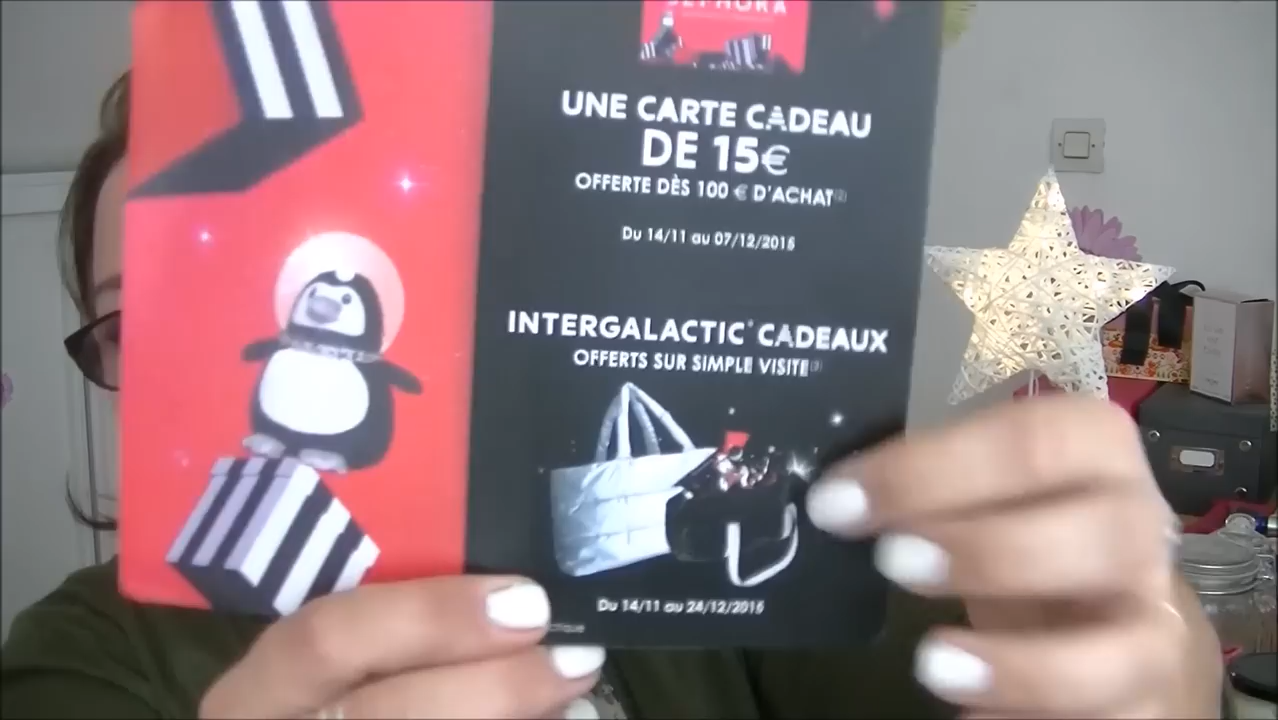 SEPHORA
UNE CARTE CADEAU
DE 15€
OFFERTE DÈS 100 € D'ACHAT
Du 14/11 au 07/12/2015
INTERGALACTIC* CADEAUX
OFFERTS SUR SIMPLE VISITE
Du 14/11 au 24/12/2015